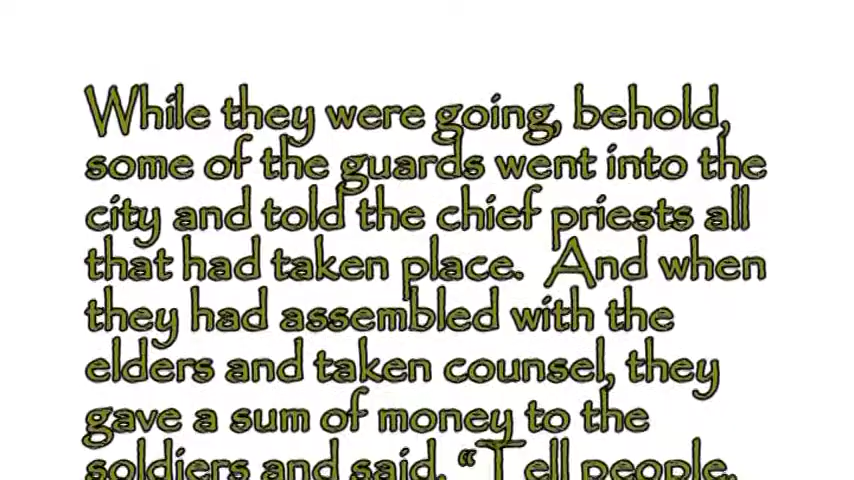 While they were going, behold,
some of the guards went into the
city and told the chief priests all
that had taken place.  And when
they had assembled with the
elders and taken counsel, they
gave a sum of money to the
soldiers and said, “Tell people,